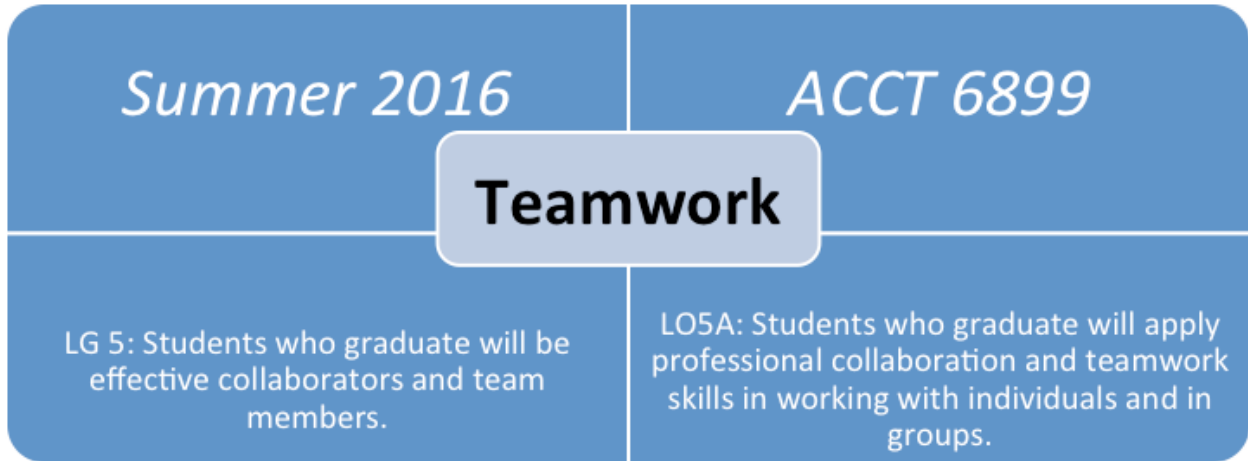 Summer 2016
ACCT 6899
Teamwork
LG 5: Students who graduate will be
effective collaborators and team
members.
LO5A: Students who graduate will apply
professional collaboration and teamwork
skills in working with individuals and in
groups.